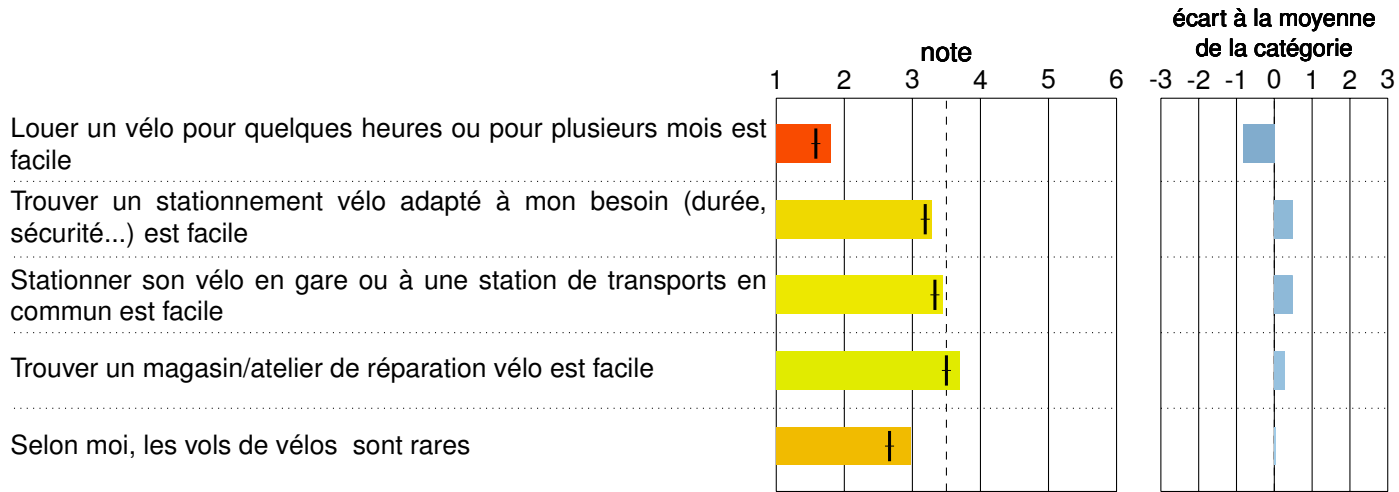 écart à la moyenne
de la catégorie
note
1 2 3 4 5 6
-3 -2 -1 0 1 2 3
Louer un vélo pour quelques heures ou pour plusieurs mois est
facile
Trouver un stationnement vélo adapté à mon besoin (durée,
sécurité...) est facile
Stationner son vélo en gare ou à une station de transports en
commun est facile
Trouver un magasin/atelier de réparation vélo est facile
Selon moi, les vols de vélos sont rares